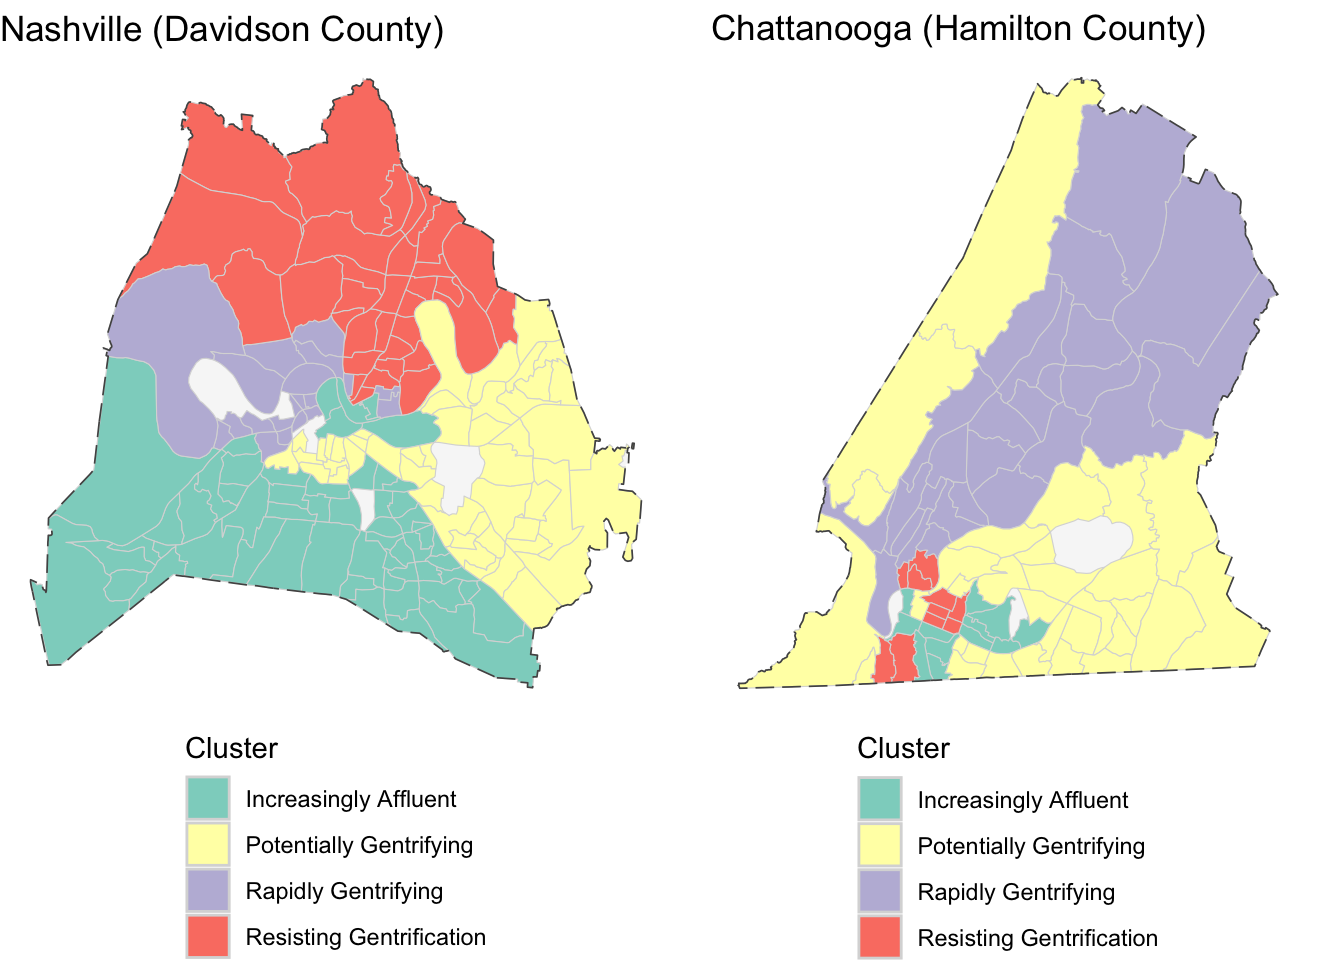 Nashville (Davidson County)
Chattanooga (Hamilton County)
Cluster
Increasingly Affluent
Potentially Gentrifying
Rapidly Gentrifying
Resisting Gentrification
Cluster
Increasingly Affluent
Potentially Gentrifying
Rapidly Gentrifying
Resisting Gentrification